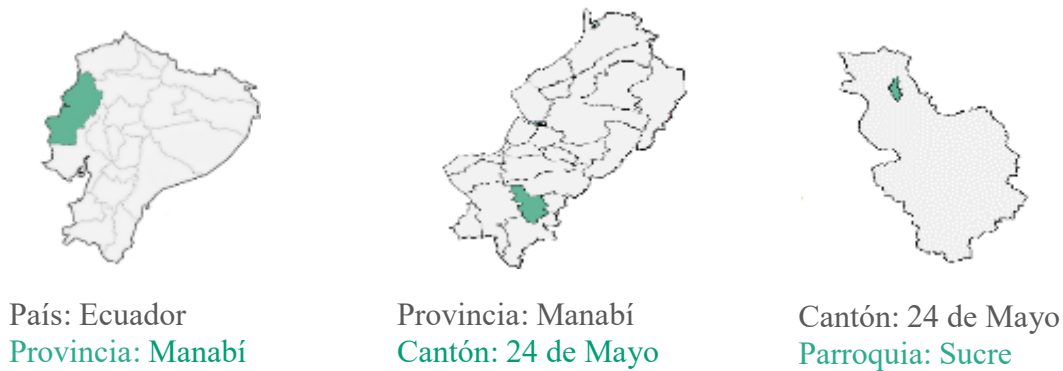 País: Ecuador
Provincia: Manabí
Provincia: Manabí
Cantón: 24 de Mayo
Cantón: 24 de Mayo
Parroquia: Sucre